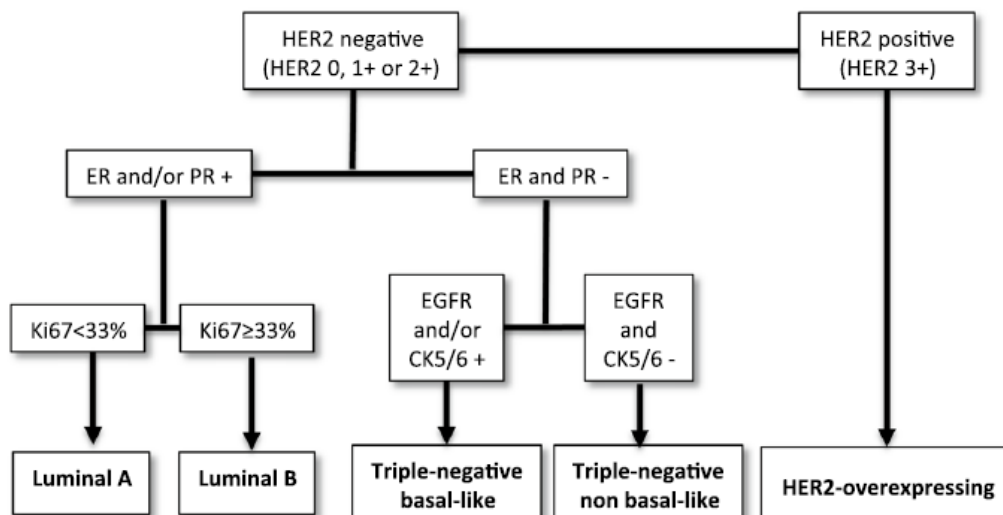 HER2 negative
(HER2 0, 1+ or 2+)
HER2 positive
(HER2 3+)
ER and/or PR +
ER and PR -
Ki67<33%
Ki67≥33%
EGFR
and/or
CK5/6 +
EGFR
and
CK5/6 -
Luminal A
Luminal B
Triple-negative
basal-like
Triple-negative
non basal-like
HER2-overexpressing